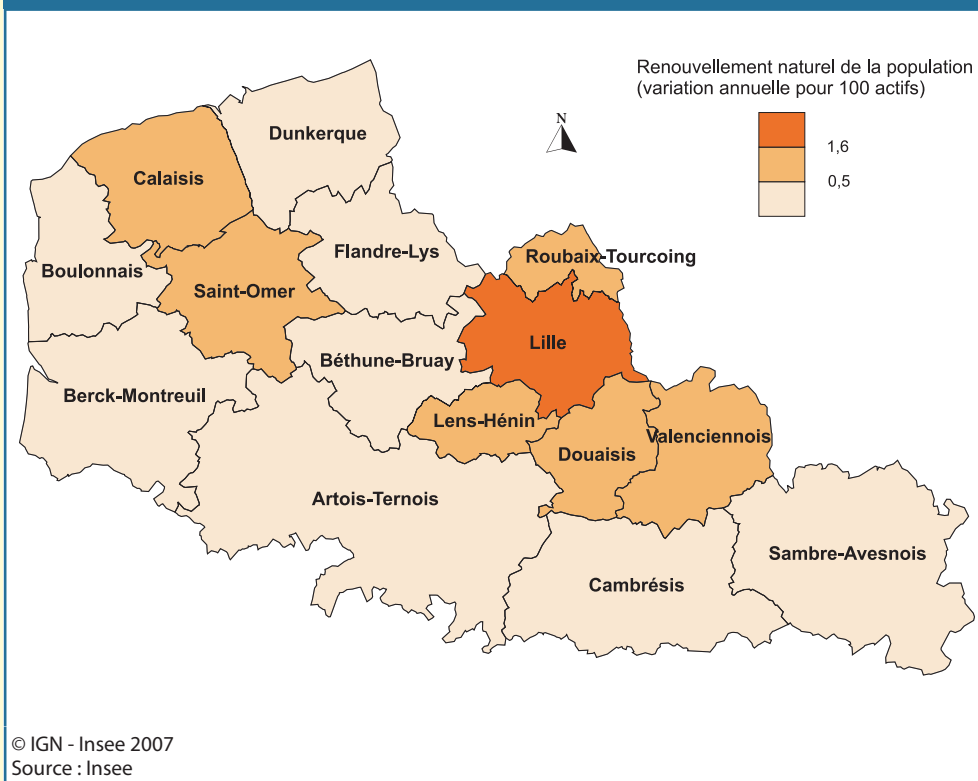 Renouvellement naturel de la population
(variation annuelle pour 100 actifs)
N
1,6
0,5
Dunkerque
Calaisis
Flandre-Lys
Roubaix-Tourcoing
Boulonnais
Saint-Omer
Lille
Béthune-Bruay
Berck-Montreuil
Lens-Hénin
Valenciennois
Douaisis
Artois-Ternois
Sambre-Avesnois
Cambrésis
© IGN - Insee 2007
Source : Insee